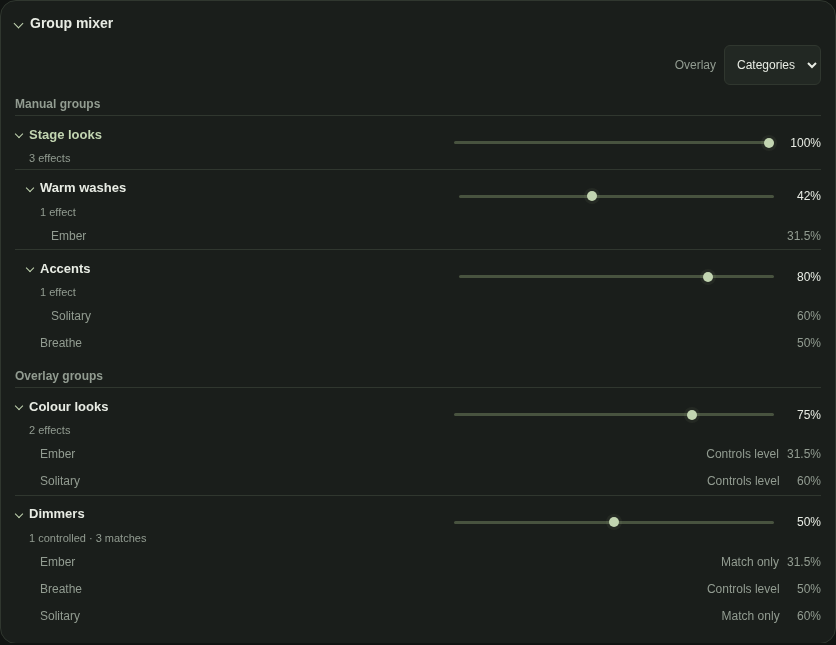 Group mixer
Overlay Categories
Manual groups
Stage looks 100%
3 effects
Warm washes 42%
1 effect
Ember 31.5%
Accents 80%
1 effect
Solitary 60%
Breathe 50%
Overlay groups
Colour looks 75%
2 effects
Ember Controls level 31.5%
Solitary Controls level 60%
Dimmers 50%
1 controlled · 3 matches
Ember Match only 31.5%
Breathe Controls level 50%
Solitary Match only 60%